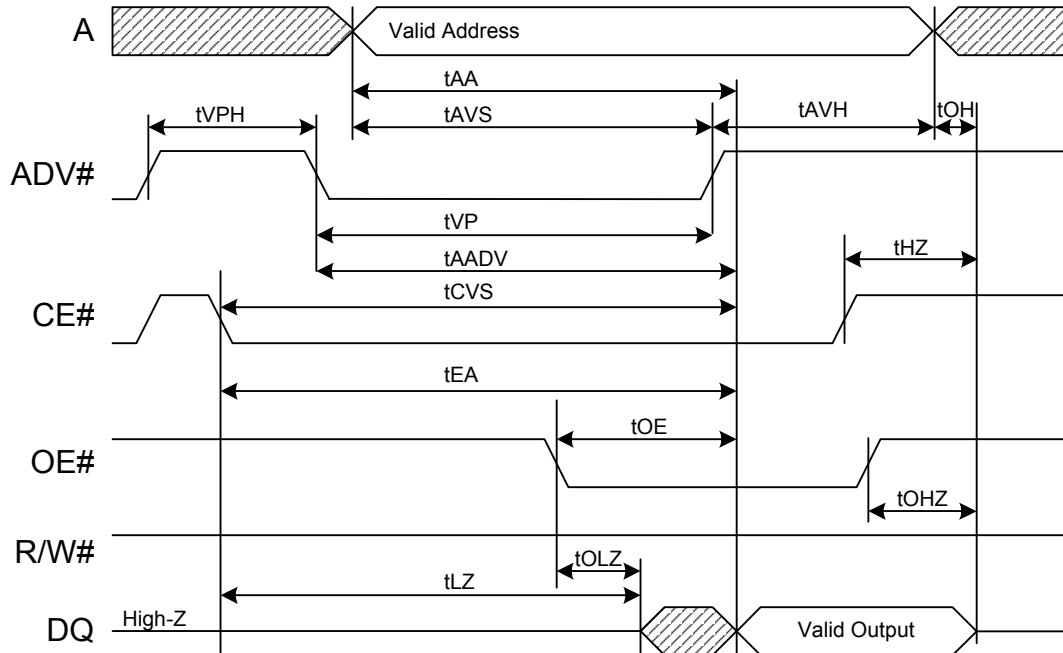 A Valid Address
tAA
tVPH tAVS tAVH tOH
ADV#
tVP
tAADV tHZ
tCVS
CE#
tEA
tOE
OE#
tOHZ
R/W#
tOLZ
tLZ
DQ High-Z Valid Output